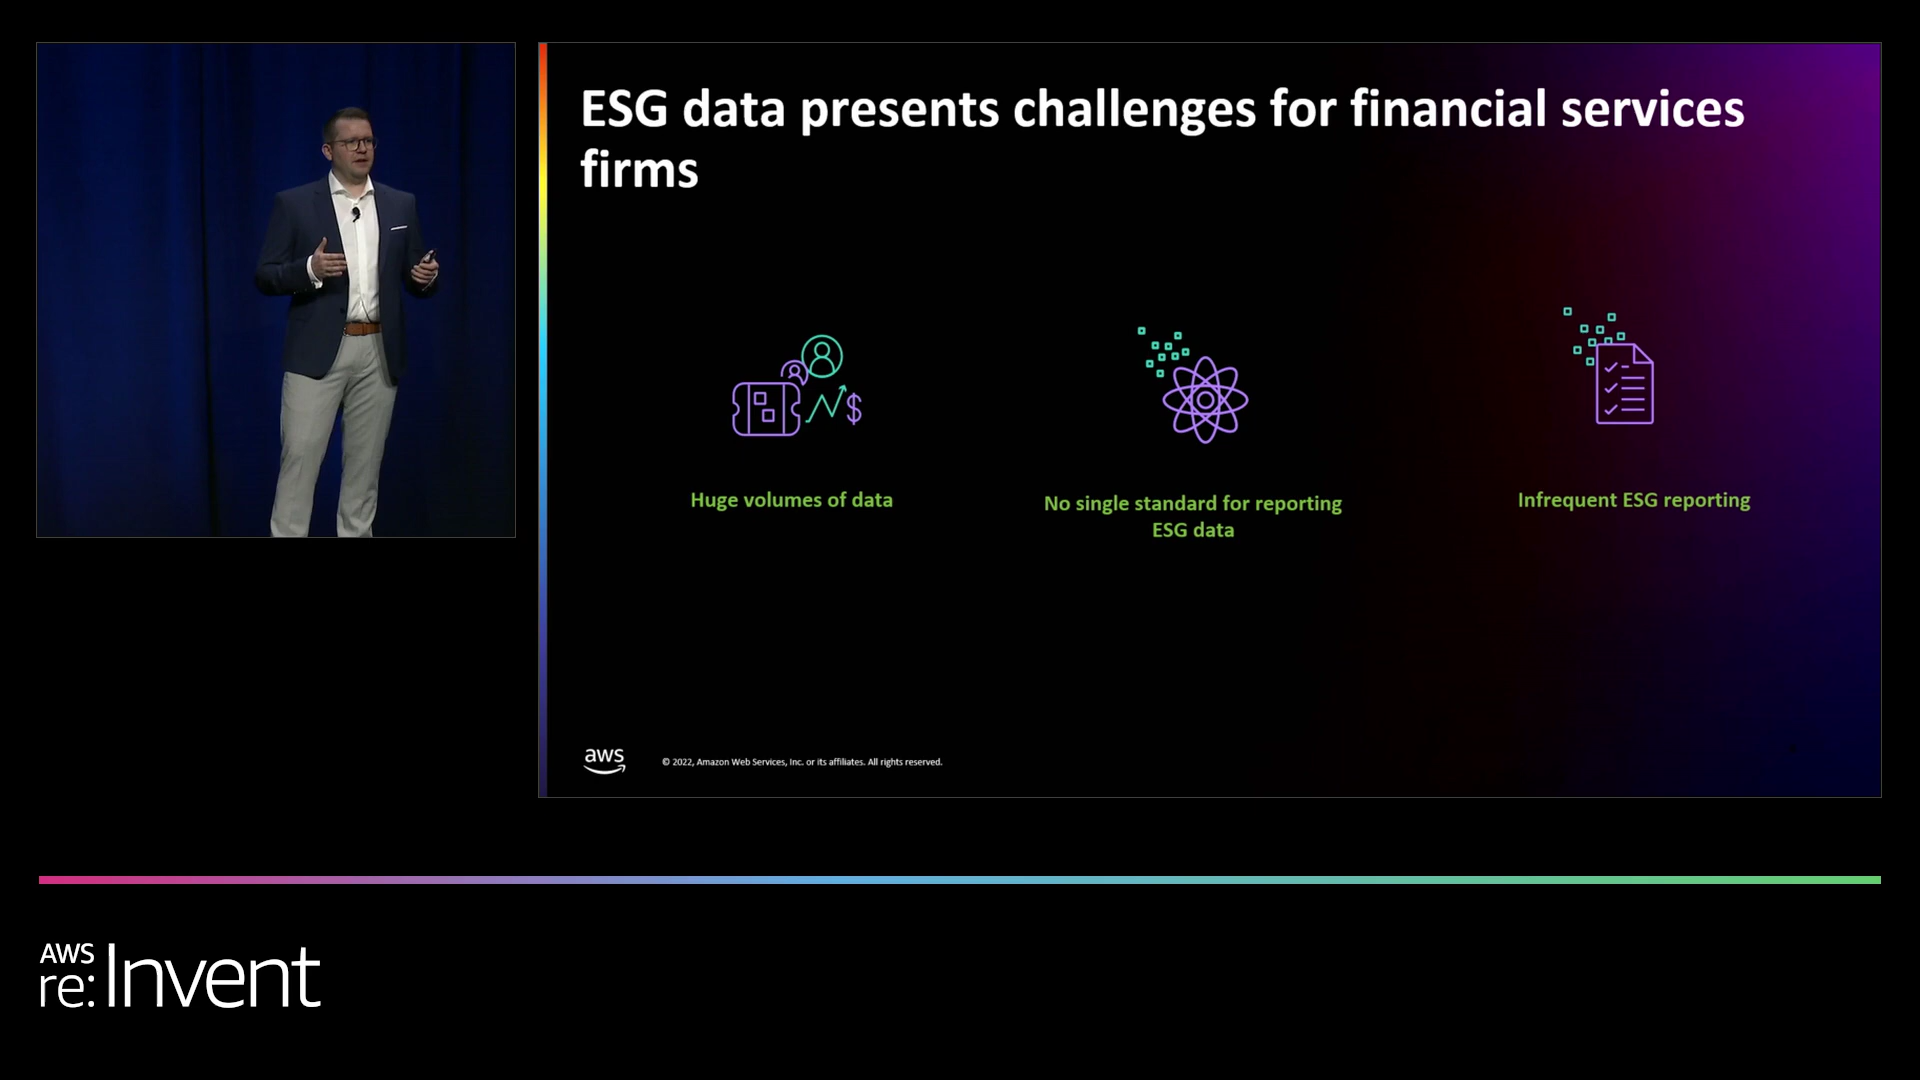 ESG data presents challenges for financial services
firms
Huge volumes of data
No single standard for reporting
ESG data
Infrequent ESG reporting
aws
© 2022, Amazon Web Services, Inc. or its affiliates. All rights reserved.
AWS
re:Invent